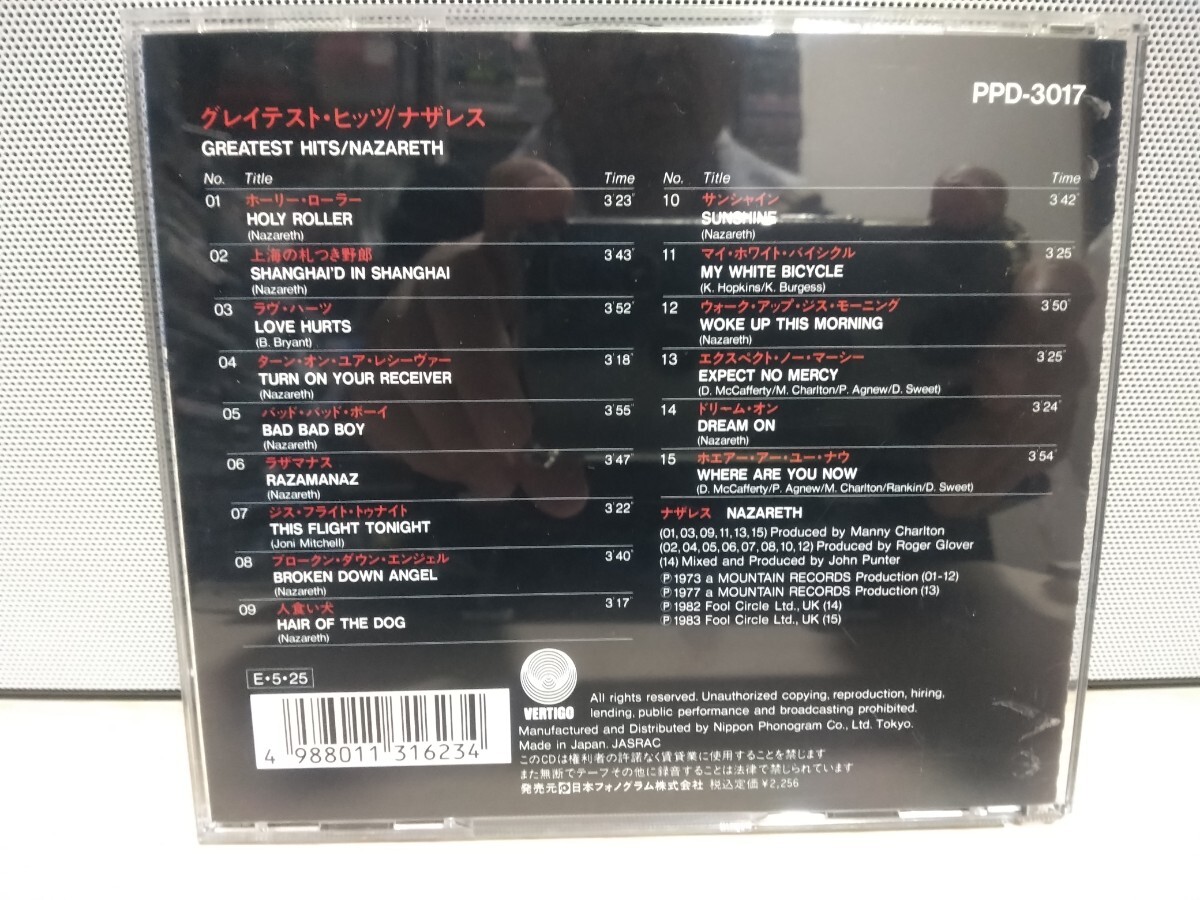 PPD-3017
グレイテスト・ヒッツ/ナザレス
GREATEST HITS/NAZARETH
No. Title Time
01 ホーリー・ローラー 3'23"
HOLY ROLLER
(Nazareth)
02 上海の札つき野郎 3'43"
SHANGHAI'D IN SHANGHAI
(Nazareth)
03 ラヴ・ハーツ 3'52"
LOVE HURTS
(B. Bryant)
04 ターン・オン・ユア・レシーヴァー 3'18"
TURN ON YOUR RECEIVER
(Nazareth)
05 バッド・バッド・ボーイ 3'55"
BAD BAD BOY
(Nazareth)
06 ラザマナス 3'47"
RAZAMANAZ
(Nazareth)
07 ジス・フライト・トゥナイト 3'22"
THIS FLIGHT TONIGHT
(Joni Mitchell)
08 ブロークン・ダウン・エンジェル 3'40"
BROKEN DOWN ANGEL
(Nazareth)
09 人食い犬 3'17"
HAIR OF THE DOG
(Nazareth)
No. Title Time
10 サンシャイン 3'42"
SUNSHINE
(Nazareth)
11 マイ・ホワイト・バイシクル 3'25"
MY WHITE BICYCLE
(K. Hopkins/K. Burgess)
12 ウォーク・アップ・ジス・モーニング 3'50"
WOKE UP THIS MORNING
(Nazareth)
13 エクスペクト・ノー・マーシー 3'25"
EXPECT NO MERCY
(D. McCafferty/M. Charlton/P. Agnew/D. Sweet)
14 ドリーム・オン 3'24"
DREAM ON
(Nazareth)
15 ホエアー・アー・ユー・ナウ 3'54"
WHERE ARE YOU NOW
(D. McCafferty/P. Agnew/M. Charlton/Rankin/D. Sweet)
ナザレス NAZARETH
(01,03,09,11,13,15) Produced by Manny Charlton
(02,04,05,06,07,08,10,12) Produced by Roger Glover
(14) Mixed and Produced by John Punter
℗ 1973 a MOUNTAIN RECORDS Production (01-12)
℗ 1977 a MOUNTAIN RECORDS Production (13)
℗ 1982 Fool Circle Ltd., UK (14)
℗ 1983 Fool Circle Ltd., UK (15)
E・5・25
4 988011 316234
VERTIGO
All rights reserved. Unauthorized copying, reproduction, hiring,
lending, public performance and broadcasting prohibited.
Manufactured and Distributed by Nippon Phonogram Co., Ltd. Tokyo.
Made in Japan. JASRAC
このCDは権利者の許諾なく賃貸業に使用することを禁じます
また無断でテープその他に録音することは法律で禁じられています
発売元 日本フォノグラム株式会社 税込定価¥2,256